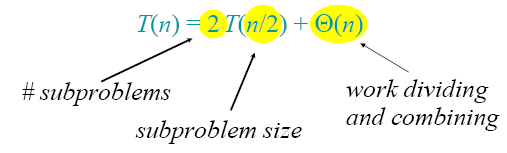 T(n) = 2 T(n/2) + Θ(n)
# subproblems
subproblem size
work dividing
and combining